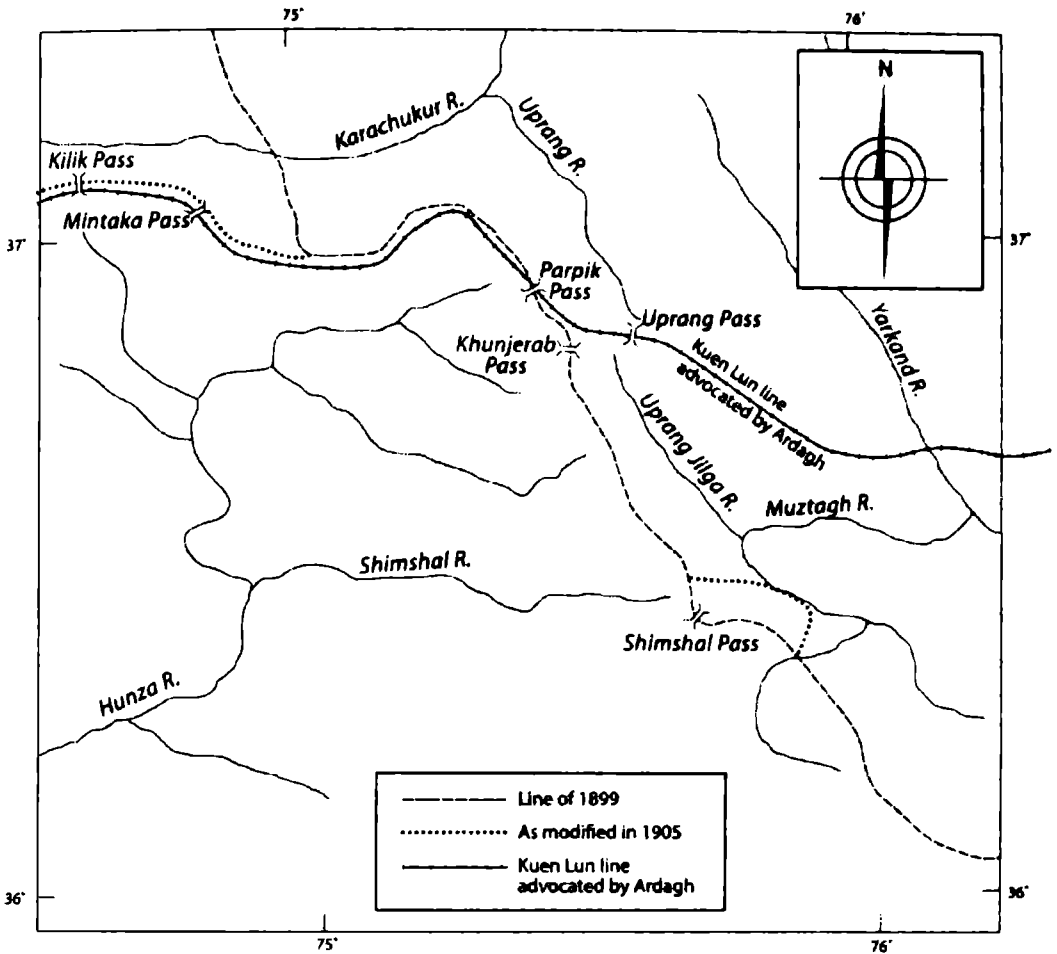 75°
76°
N
Karachukur R.
Uprang R.
Kilik Pass
Mintaka Pass
37°
37°
Parpik
Pass
Uprang Pass
Khunjerab
Pass
Yarkand R.
Kuen Lun line
advocated by Ardagh
Uprang Jilga R.
Muztagh R.
Shimshal R.
Shimshal Pass
Hunza R.
Line of 1899
As modified in 1905
Kuen Lun line
advocated by Ardagh
36°
36°
75°
76°